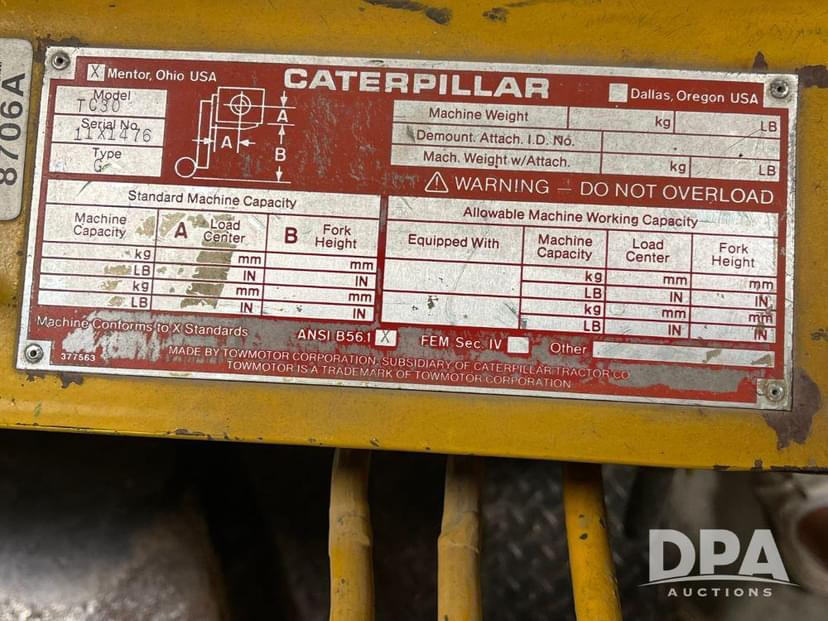 8706A
X Mentor, Ohio USA
CATERPILLAR
Dallas, Oregon USA
Model
TC30
Serial No.
11X1476
Type
G
A
A
B
Machine Weight kg LB
Demount. Attach. I.D. No.
Mach. Weight w/Attach. kg LB
⚠ WARNING – DO NOT OVERLOAD
Standard Machine Capacity
Machine Capacity
A Load Center
B Fork Height
kg mm mm
LB IN IN
kg mm mm
LB IN IN
Allowable Machine Working Capacity
Equipped With
Machine Capacity
Load Center
Fork Height
kg mm mm
LB IN IN
kg mm mm
LB IN IN
Machine Conforms to X Standards ANSI B56.1 X FEM Sec. IV Other
377563
MADE BY TOWMOTOR CORPORATION, SUBSIDIARY OF CATERPILLAR TRACTOR CO.
TOWMOTOR IS A TRADEMARK OF TOWMOTOR CORPORATION
DPA
AUCTIONS